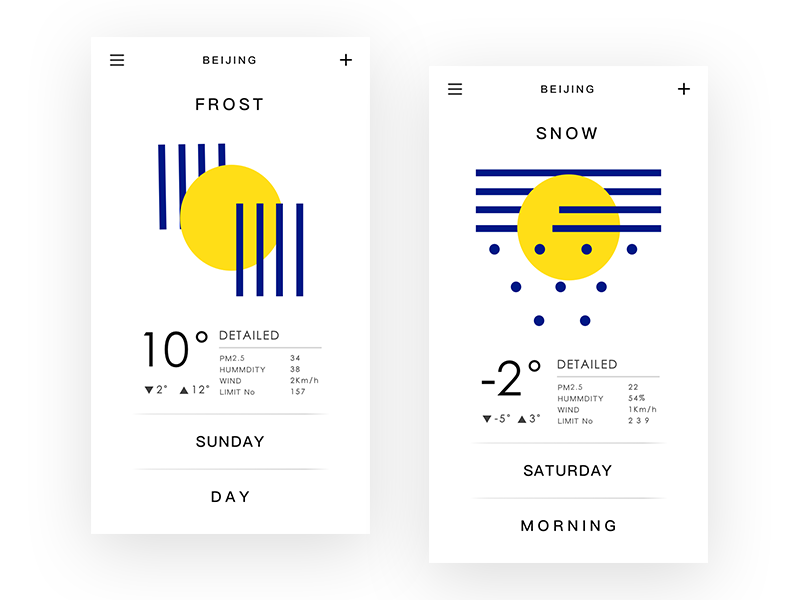 BEIJING
FROST
10°
▼2° ▲12°
DETAILED
PM2.5 34
HUMMDITY 38
WIND 2Km/h
LIMIT No 157
SUNDAY
DAY
BEIJING
SNOW
-2°
▼-5° ▲3°
DETAILED
PM2.5 22
HUMMDITY 54%
WIND 1Km/h
LIMIT No 2 3 9
SATURDAY
MORNING